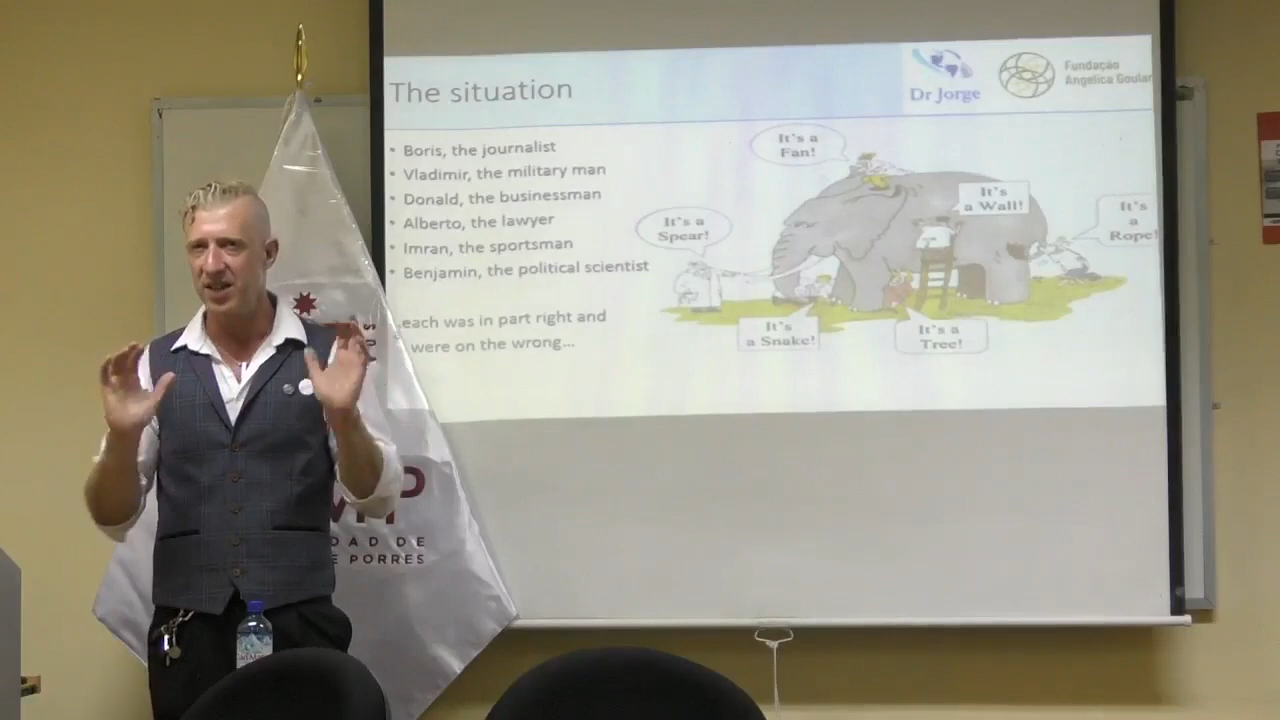 The situation
Dr Jorge
Fundação
Angelica Goular
• Boris, the journalist
• Vladimir, the military man
• Donald, the businessman
• Alberto, the lawyer
• Imran, the sportsman
• Benjamin, the political scientist
each was in part right and
were on the wrong...
It's a
Fan!
It's
a Wall!
It's
a
Rope!
It's a
Spear!
It's
a Snake!
It's a
Tree!
DAD DE
E PORRES